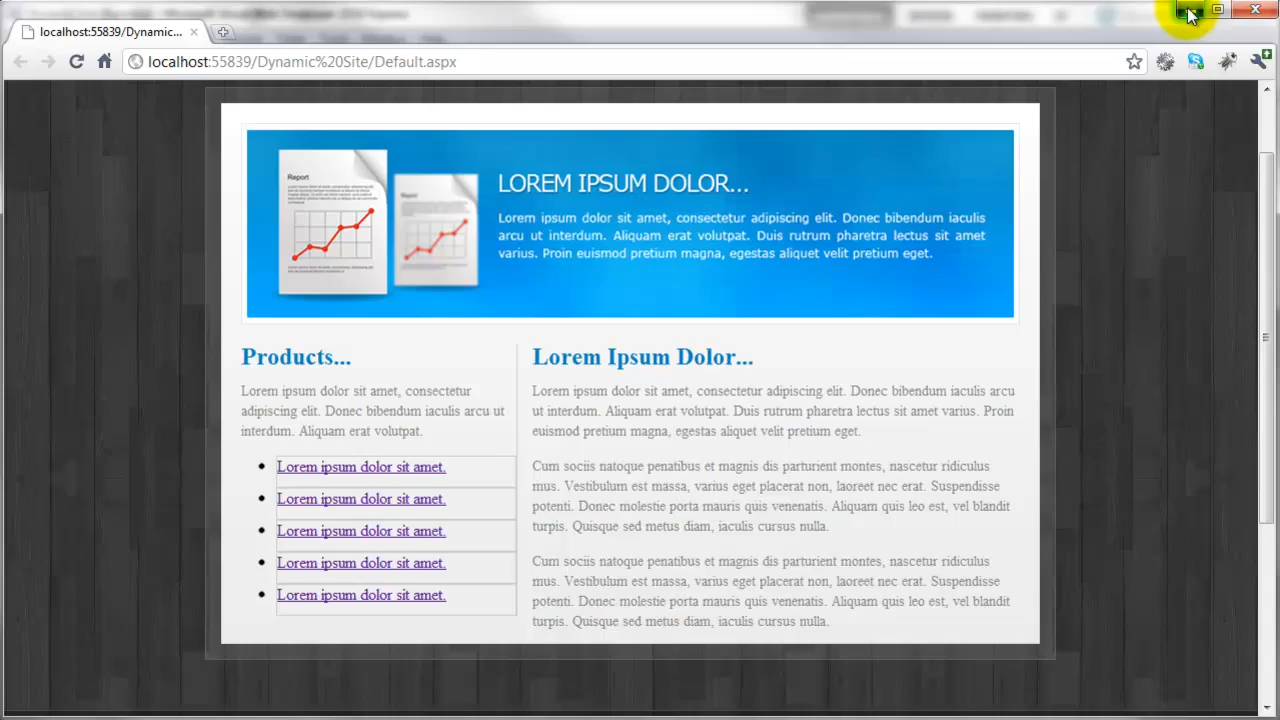 localhost:55839/Dynamic...
localhost:55839/Dynamic%20Site/Default.aspx
Report
Report
LOREM IPSUM DOLOR...
Lorem ipsum dolor sit amet, consectetur adipiscing elit. Donec bibendum iaculis
arcu ut interdum. Aliquam erat volutpat. Duis rutrum pharetra lectus sit amet
varius. Proin euismod pretium magna, egestas aliquet velit pretium eget.
Products...
Lorem ipsum dolor sit amet, consectetur
adipiscing elit. Donec bibendum iaculis arcu ut
interdum. Aliquam erat volutpat.
Lorem ipsum dolor sit amet.
Lorem ipsum dolor sit amet.
Lorem ipsum dolor sit amet.
Lorem ipsum dolor sit amet.
Lorem ipsum dolor sit amet.
Lorem Ipsum Dolor...
Lorem ipsum dolor sit amet, consectetur adipiscing elit. Donec bibendum iaculis arcu
ut interdum. Aliquam erat volutpat. Duis rutrum pharetra lectus sit amet varius. Proin
euismod pretium magna, egestas aliquet velit pretium eget.
Cum sociis natoque penatibus et magnis dis parturient montes, nascetur ridiculus
mus. Vestibulum est massa, varius eget placerat non, laoreet nec erat. Suspendisse
potenti. Donec molestie porta mauris quis venenatis. Aliquam quis leo est, vel blandit
turpis. Quisque sed metus diam, iaculis cursus nulla.
Cum sociis natoque penatibus et magnis dis parturient montes, nascetur ridiculus
mus. Vestibulum est massa, varius eget placerat non, laoreet nec erat. Suspendisse
potenti. Donec molestie porta mauris quis venenatis. Aliquam quis leo est, vel blandit
turpis. Quisque sed metus diam, iaculis cursus nulla.